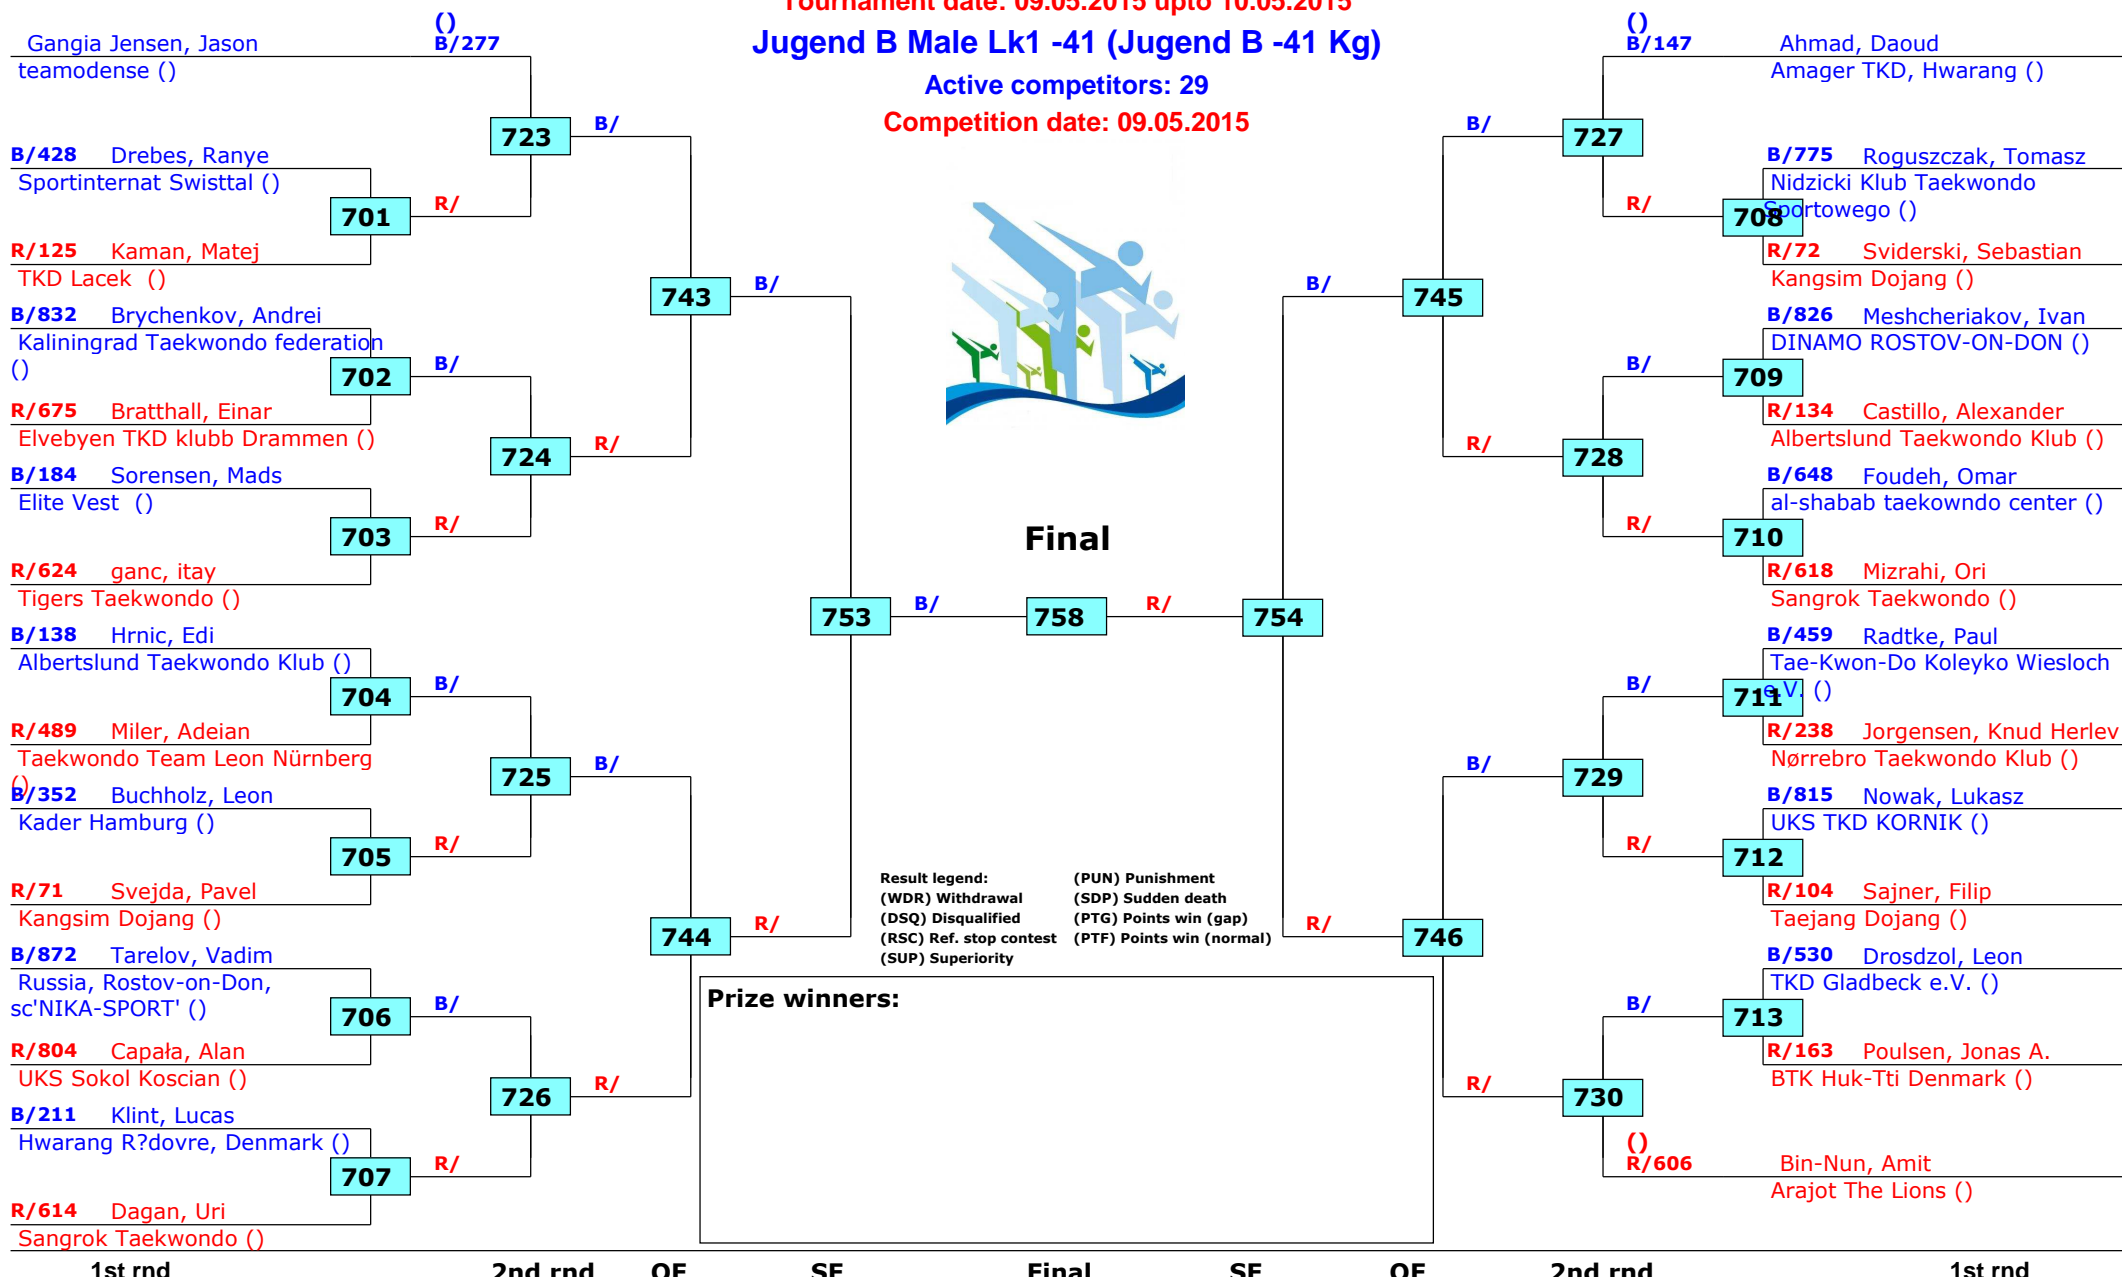 Tournament date: 09.05.2015 upto 10.05.2015
Jugend B Male Lk1 -41 (Jugend B -41 Kg)
Active competitors: 29
Competition date: 09.05.2015
()
B/277
Gangia Jensen, Jason
teamodense ()
B/428 Drebes, Ranye
Sportinternat Swisttal ()
701
R/125 Kaman, Matej
TKD Lacek ()
B/832 Brychenkov, Andrei
Kaliningrad Taekwondo federation
()
702
R/675 Bratthall, Einar
Elvebyen TKD klubb Drammen ()
B/184 Sorensen, Mads
Elite Vest ()
703
R/624 ganc, itay
Tigers Taekwondo ()
B/138 Hrnic, Edi
Albertslund Taekwondo Klub ()
704
R/489 Miler, Adeian
Taekwondo Team Leon Nürnberg
()
B/352 Buchholz, Leon
Kader Hamburg ()
705
R/71 Svejda, Pavel
Kangsim Dojang ()
B/872 Tarelov, Vadim
Russia, Rostov-on-Don,
sc'NIKA-SPORT' ()
706
R/804 Capała, Alan
UKS Sokol Koscian ()
B/211 Klint, Lucas
Hwarang R?dovre, Denmark ()
707
R/614 Dagan, Uri
Sangrok Taekwondo ()
723
R/
B/
724
R/
B/
725
R/
B/
726
R/
B/
743
R/
B/
744
R/
B/
753
R/
Final
B/
758
R/
754
B/
R/
745
B/
R/
746
B/
R/
727
R/
728
B/
R/
729
B/
R/
730
B/
()
B/147
Ahmad, Daoud
Amager TKD, Hwarang ()
B/775 Roguszczak, Tomasz
Nidzicki Klub Taekwondo
Sportowego ()
708
R/72 Sviderski, Sebastian
Kangsim Dojang ()
B/826 Meshcheriakov, Ivan
DINAMO ROSTOV-ON-DON ()
709
R/134 Castillo, Alexander
Albertslund Taekwondo Klub ()
B/648 Foudeh, Omar
al-shabab taekowndo center ()
710
R/618 Mizrahi, Ori
Sangrok Taekwondo ()
B/459 Radtke, Paul
Tae-Kwon-Do Koleyko Wiesloch
e.V. ()
711
R/238 Jorgensen, Knud Herlev
Nørrebro Taekwondo Klub ()
B/815 Nowak, Lukasz
UKS TKD KORNIK ()
712
R/104 Sajner, Filip
Taejang Dojang ()
B/530 Drosdzol, Leon
TKD Gladbeck e.V. ()
713
R/163 Poulsen, Jonas A.
BTK Huk-Tti Denmark ()
()
R/606
Bin-Nun, Amit
Arajot The Lions ()
Result legend: (PUN) Punishment
(WDR) Withdrawal (SDP) Sudden death
(DSQ) Disqualified (PTG) Points win (gap)
(RSC) Ref. stop contest (PTF) Points win (normal)
(SUP) Superiority
Prize winners:
1st rnd 2nd rnd QF SF Final SF QF 2nd rnd 1st rnd